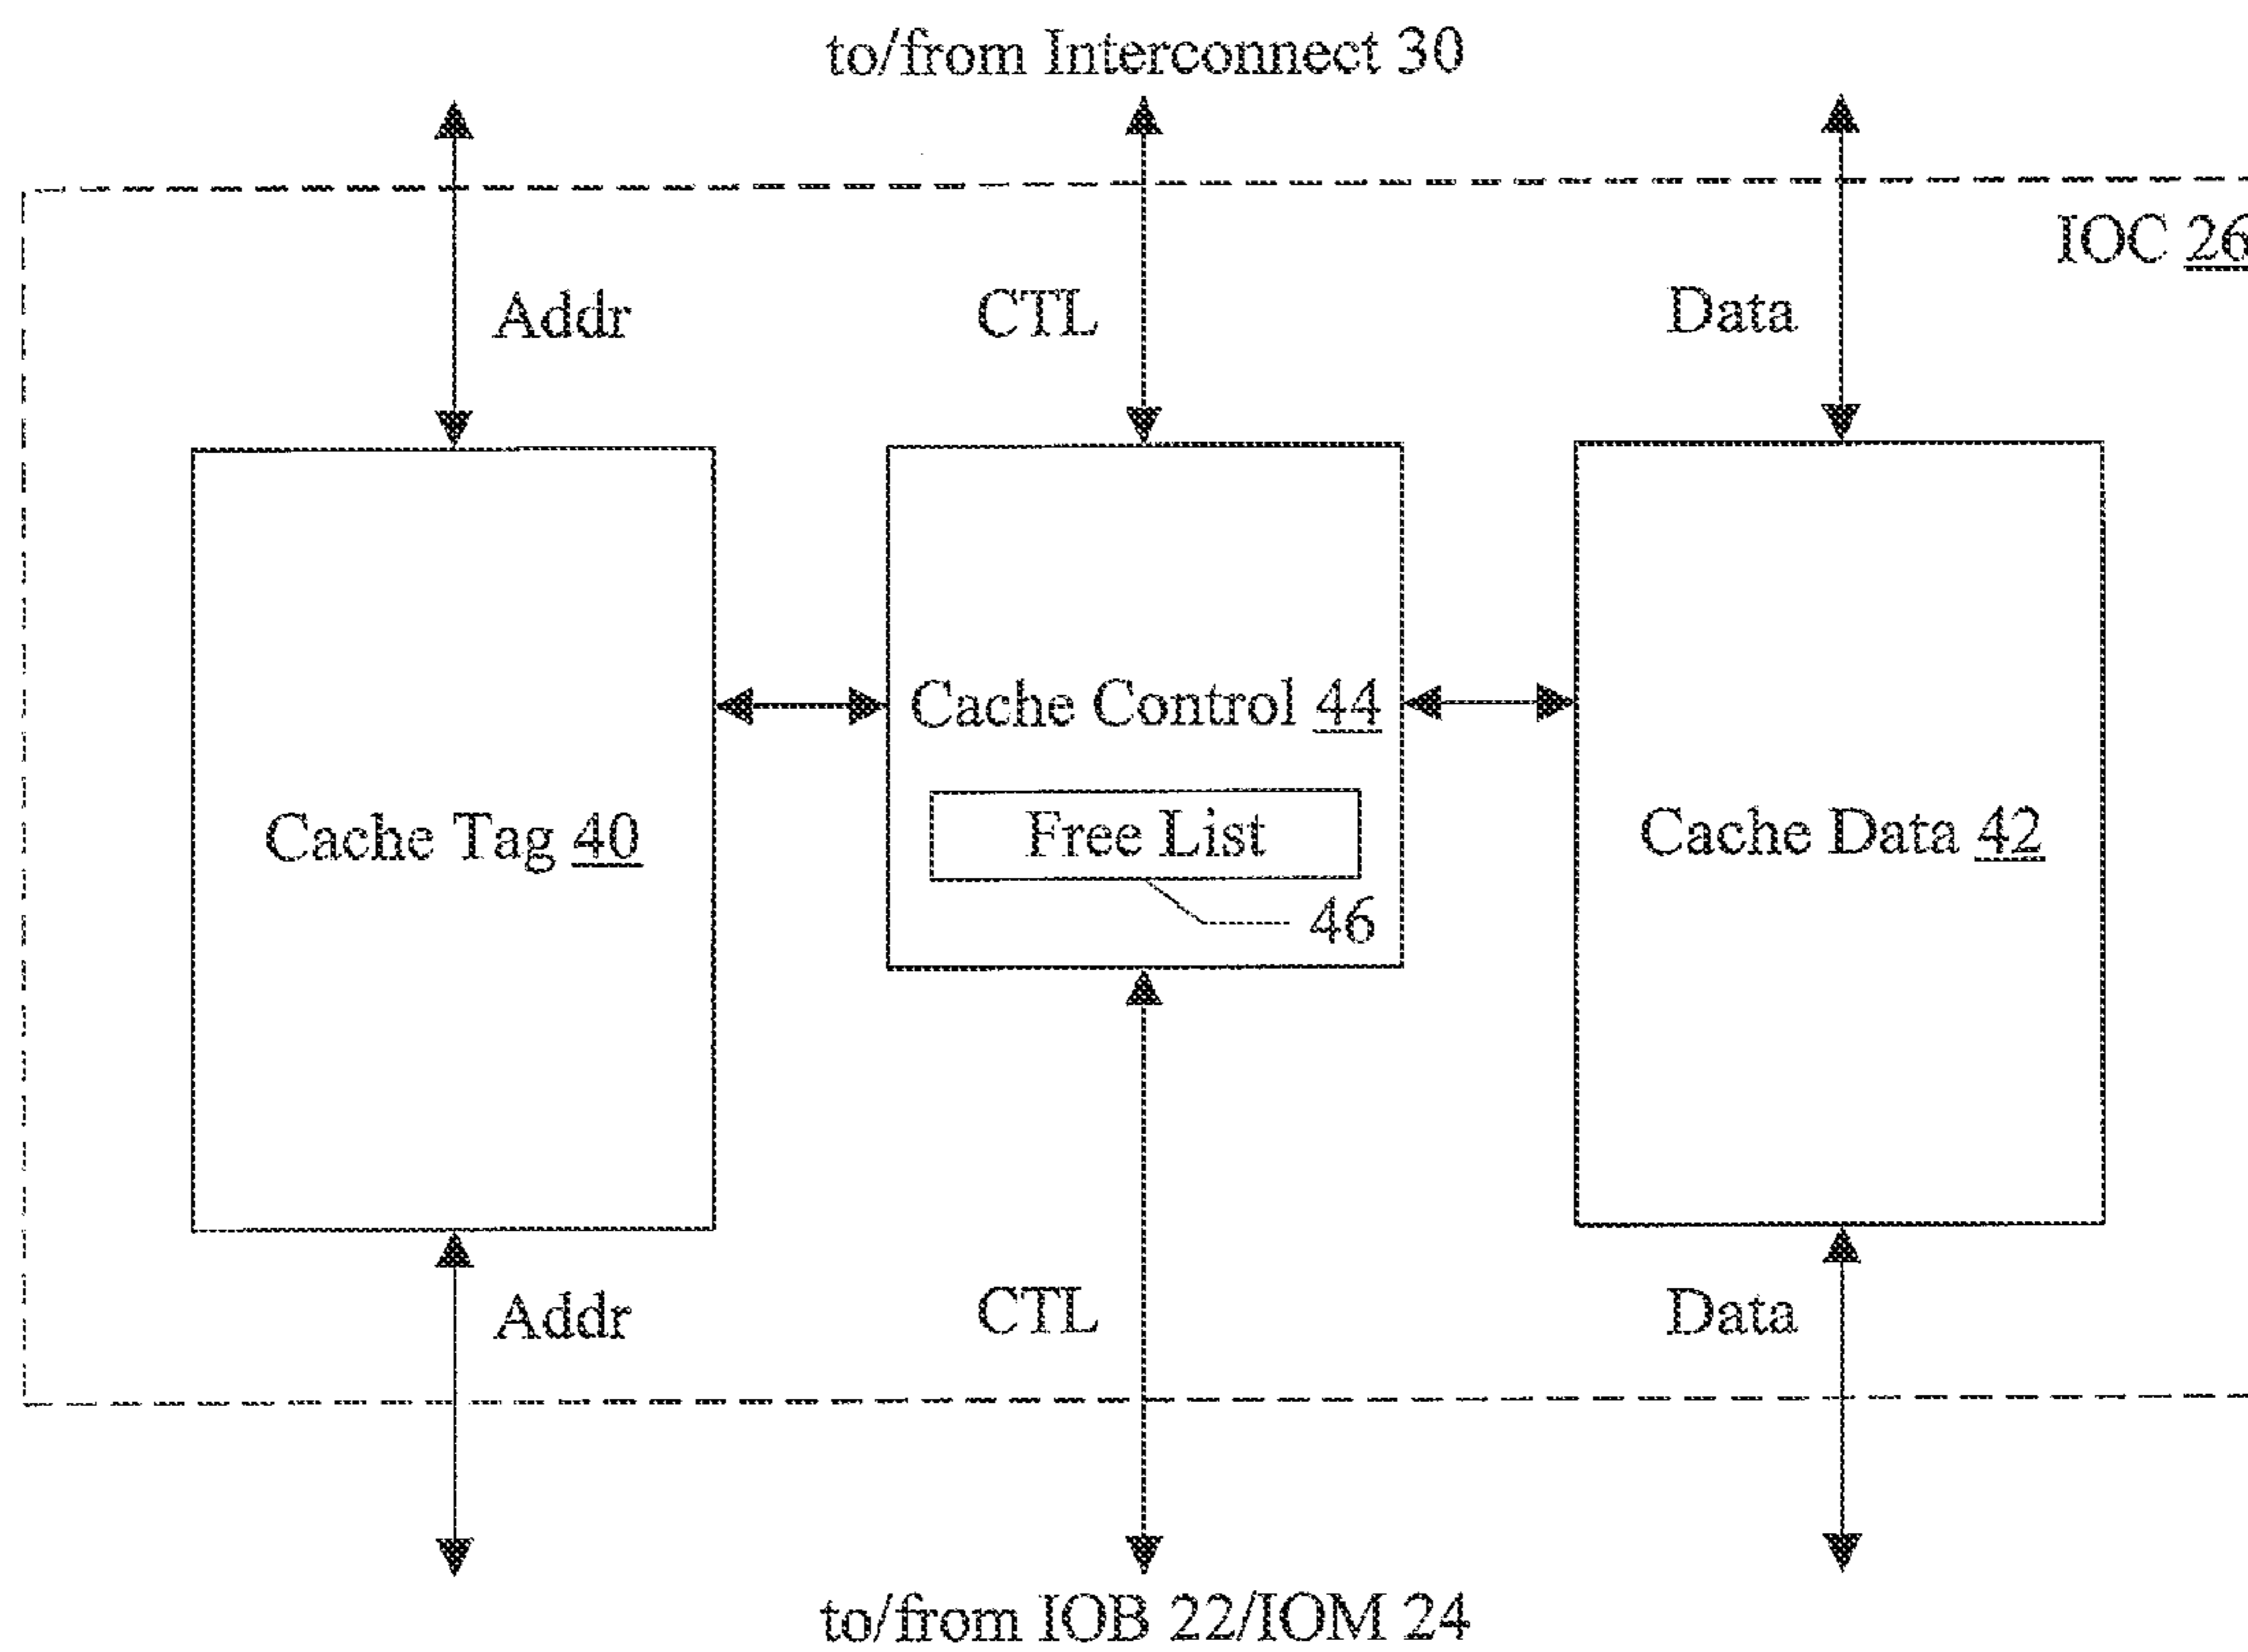 to/from Interconnect 30
IOC 26
Addr
CTL
Data
Cache Control 44
Cache Tag 40
Free List
Cache Data 42
46
Addr
CTL
Data
to/from IOB 22/IOM 24